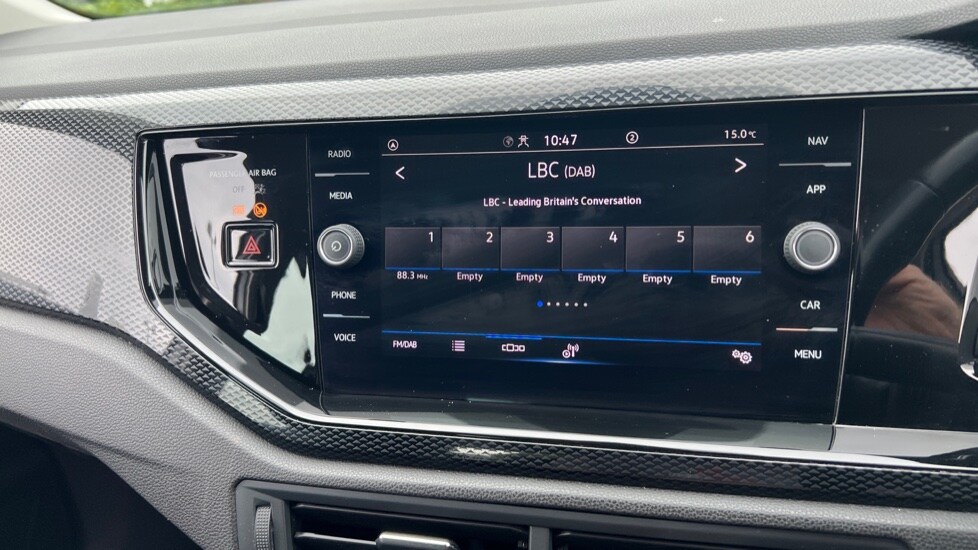 RADIO
MEDIA
PHONE
VOICE
PASSENGER AIR BAG
OFF
A
10:47
2
15.0°C
< LBC (DAB) >
LBC - Leading Britain's Conversation
1 2 3 4 5 6
88.3 MHz Empty Empty Empty Empty Empty
FM/DAB
NAV
APP
CAR
MENU